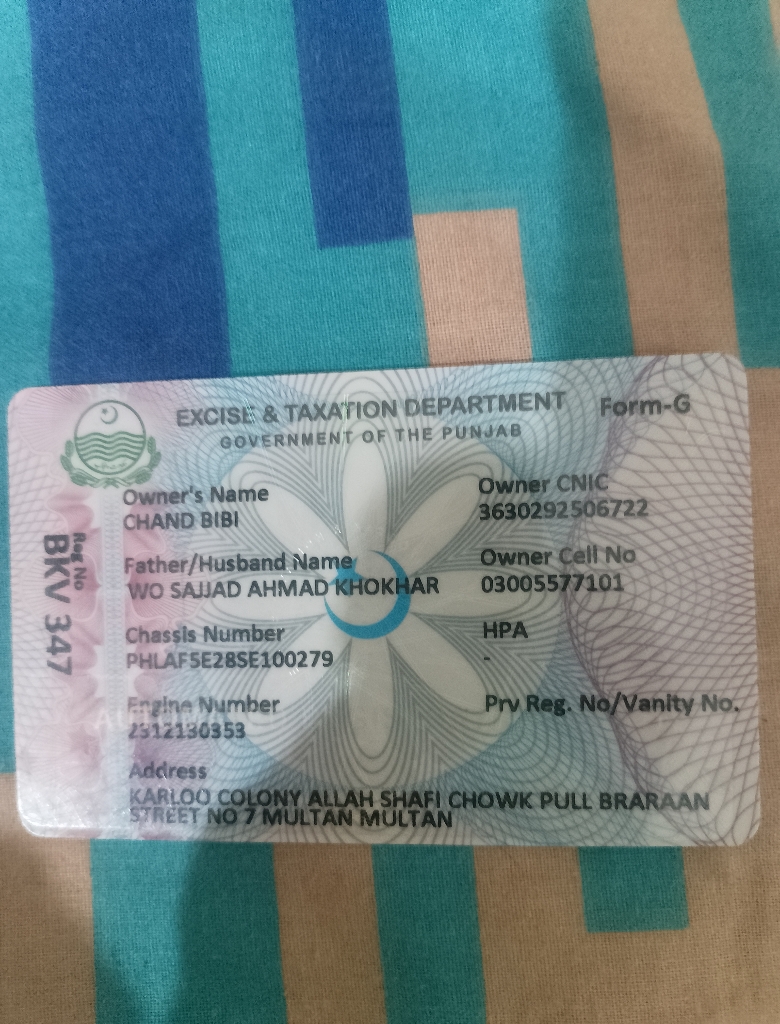 EXCISE & TAXATION DEPARTMENT Form-G
GOVERNMENT OF THE PUNJAB
Reg No
BKV 347
Owner's Name
CHAND BIBI
Owner CNIC
3630292506722
Father/Husband Name
WO SAJJAD AHMAD KHOKHAR
Owner Cell No
03005577101
Chassis Number
PHLAF5E28SE100279
HPA
-
Engine Number
2312130353
Prv Reg. No/Vanity No.
Address
KARLOO COLONY ALLAH SHAFI CHOWK PULL BRARAAN
STREET NO 7 MULTAN MULTAN